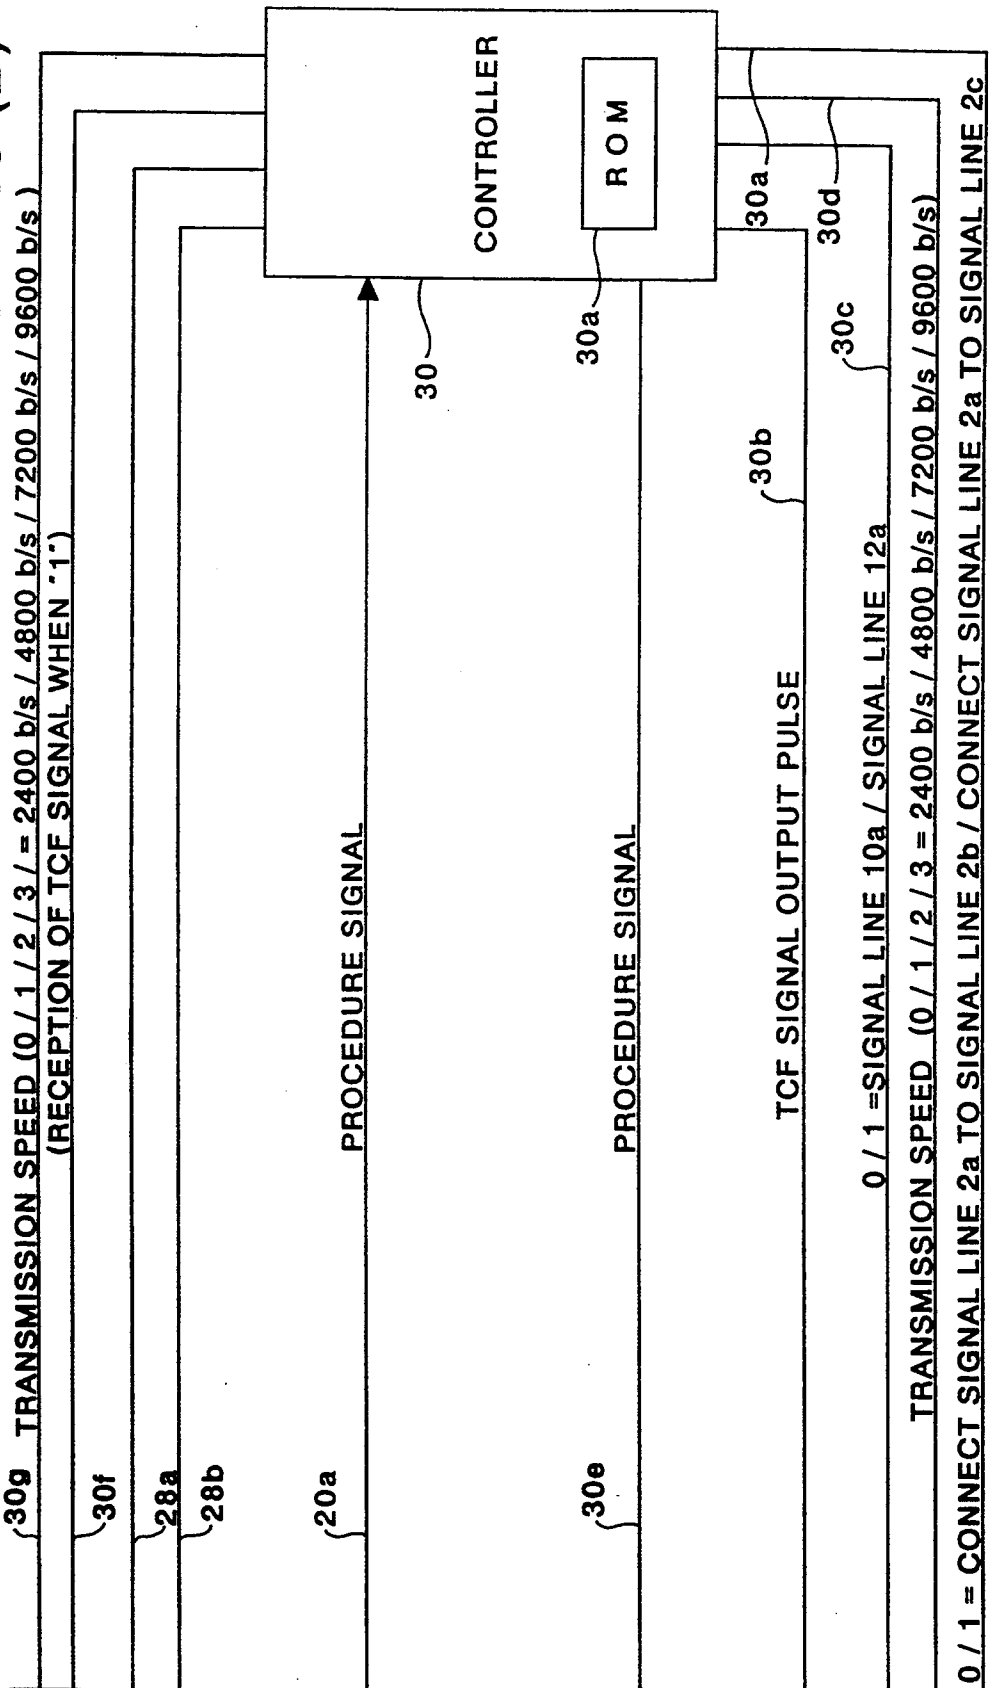 30g TRANSMISSION SPEED (0 / 1 / 2 / 3 / = 2400 b/s / 4800 b/s / 7200 b/s / 9600 b/s )
(RECEPTION OF TCF SIGNAL WHEN "1")
30f
28a
28b
20a
PROCEDURE SIGNAL
30
CONTROLLER
ROM
30a
30e
PROCEDURE SIGNAL
30a
30d
30b
TCF SIGNAL OUTPUT PULSE
30c
0 / 1 =SIGNAL LINE 10a / SIGNAL LINE 12a
TRANSMISSION SPEED (0 / 1 / 2 / 3 = 2400 b/s / 4800 b/s / 7200 b/s / 9600 b/s)
0 / 1 = CONNECT SIGNAL LINE 2a TO SIGNAL LINE 2b / CONNECT SIGNAL LINE 2a TO SIGNAL LINE 2c